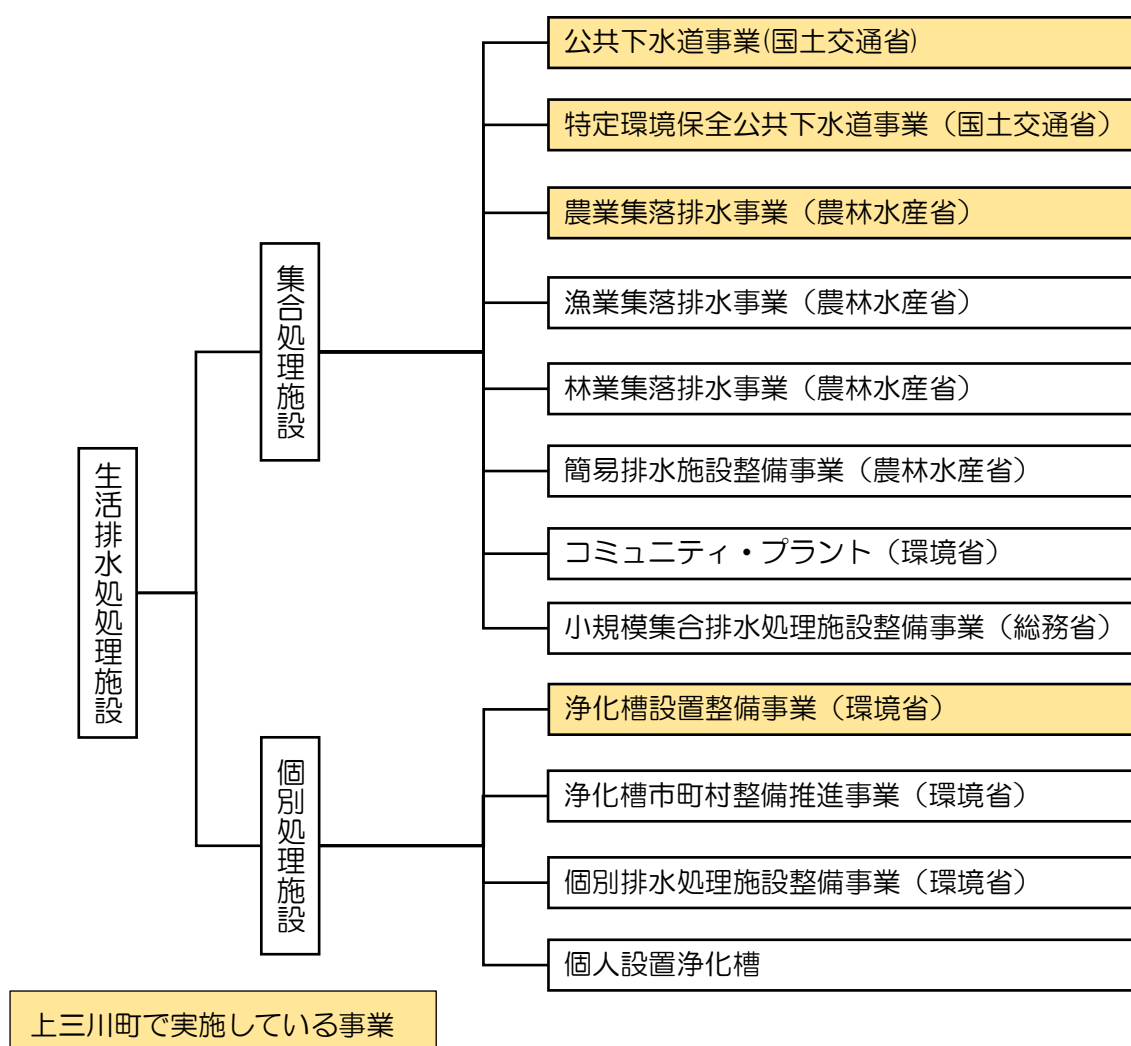 生活排水処処理施設
集合処理施設
公共下水道事業(国土交通省)
特定環境保全公共下水道事業（国土交通省）
農業集落排水事業（農林水産省）
漁業集落排水事業（農林水産省）
林業集落排水事業（農林水産省）
簡易排水施設整備事業（農林水産省）
コミュニティ・プラント（環境省）
小規模集合排水処理施設整備事業（総務省）
個別処理施設
浄化槽設置整備事業（環境省）
浄化槽市町村整備推進事業（環境省）
個別排水処理施設整備事業（環境省）
個人設置浄化槽
上三川町で実施している事業